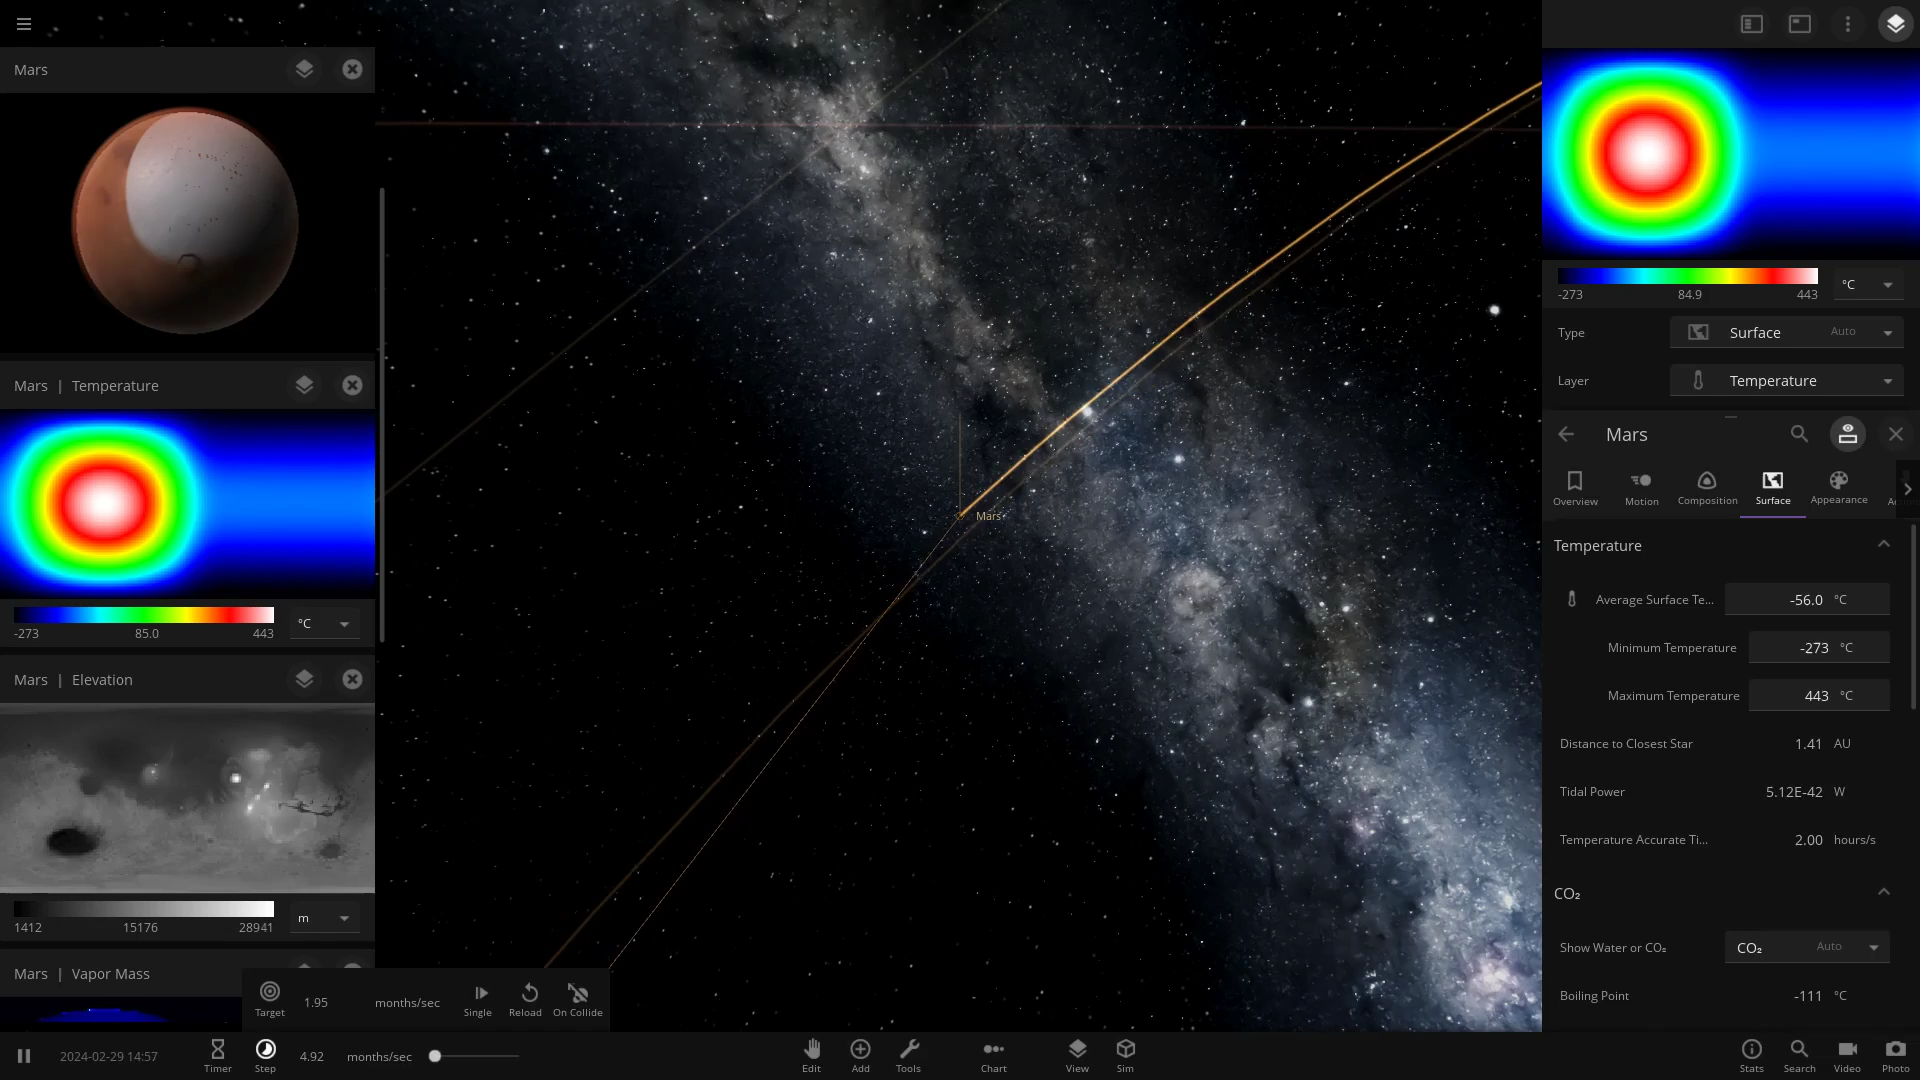 Mars
Mars | Temperature
-273 85.0 443 °C
Mars | Elevation
1412 15176 28941 m
Mars | Vapor Mass
Target 1.95 months/sec Single Reload On Collide
2024-02-29 14:57 Timer Step 4.92 months/sec
Mars
Edit Add Tools Chart View Sim
-273 84.9 443 °C
Type Surface Auto
Layer Temperature
Mars
Overview Motion Composition Surface Appearance
Temperature
Average Surface Te... -56.0 °C
Minimum Temperature -273 °C
Maximum Temperature 443 °C
Distance to Closest Star 1.41 AU
Tidal Power 5.12E-42 W
Temperature Accurate Ti... 2.00 hours/s
CO₂
Show Water or CO₂ CO₂ Auto
Boiling Point -111 °C
Stats Search Video Photo